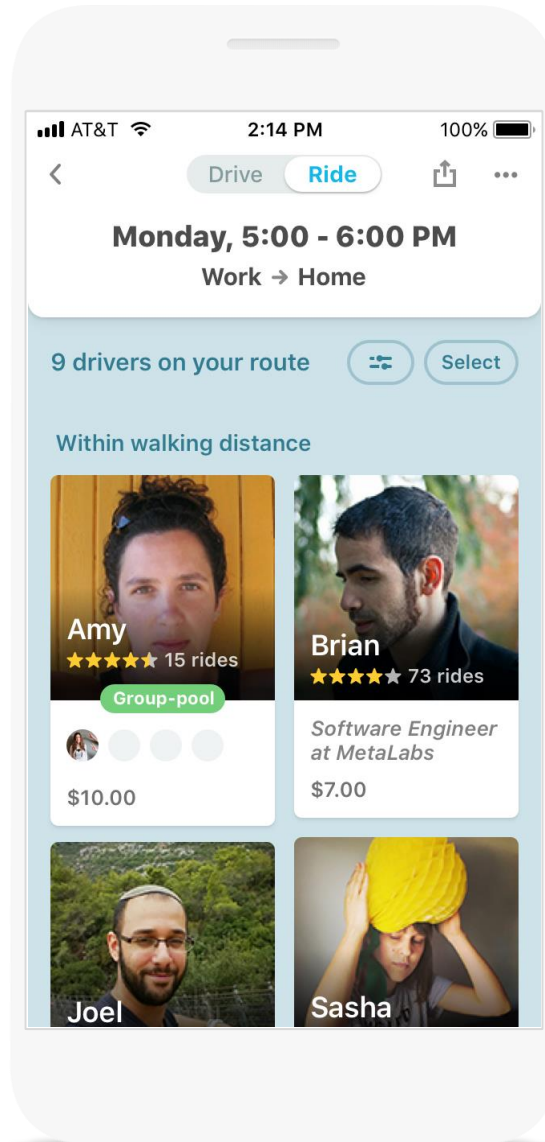 AT&T 2:14 PM 100%
Drive Ride
Monday, 5:00 - 6:00 PM
Work → Home
9 drivers on your route Select
Within walking distance
Amy
15 rides
Group-pool
$10.00
Brian
73 rides
Software Engineer
at MetaLabs
$7.00
Joel
Sasha